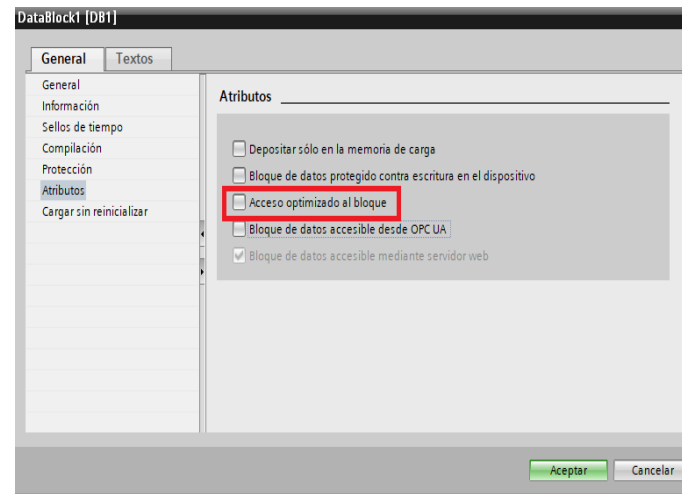 DataBlock1 [DB1]
General Textos
General
Información
Sellos de tiempo
Compilación
Protección
Atributos
Cargar sin reinicializar
Atributos
Depositar sólo en la memoria de carga
Bloque de datos protegido contra escritura en el dispositivo
Acceso optimizado al bloque
Bloque de datos accesible desde OPC UA
Bloque de datos accesible mediante servidor web
Aceptar Cancelar